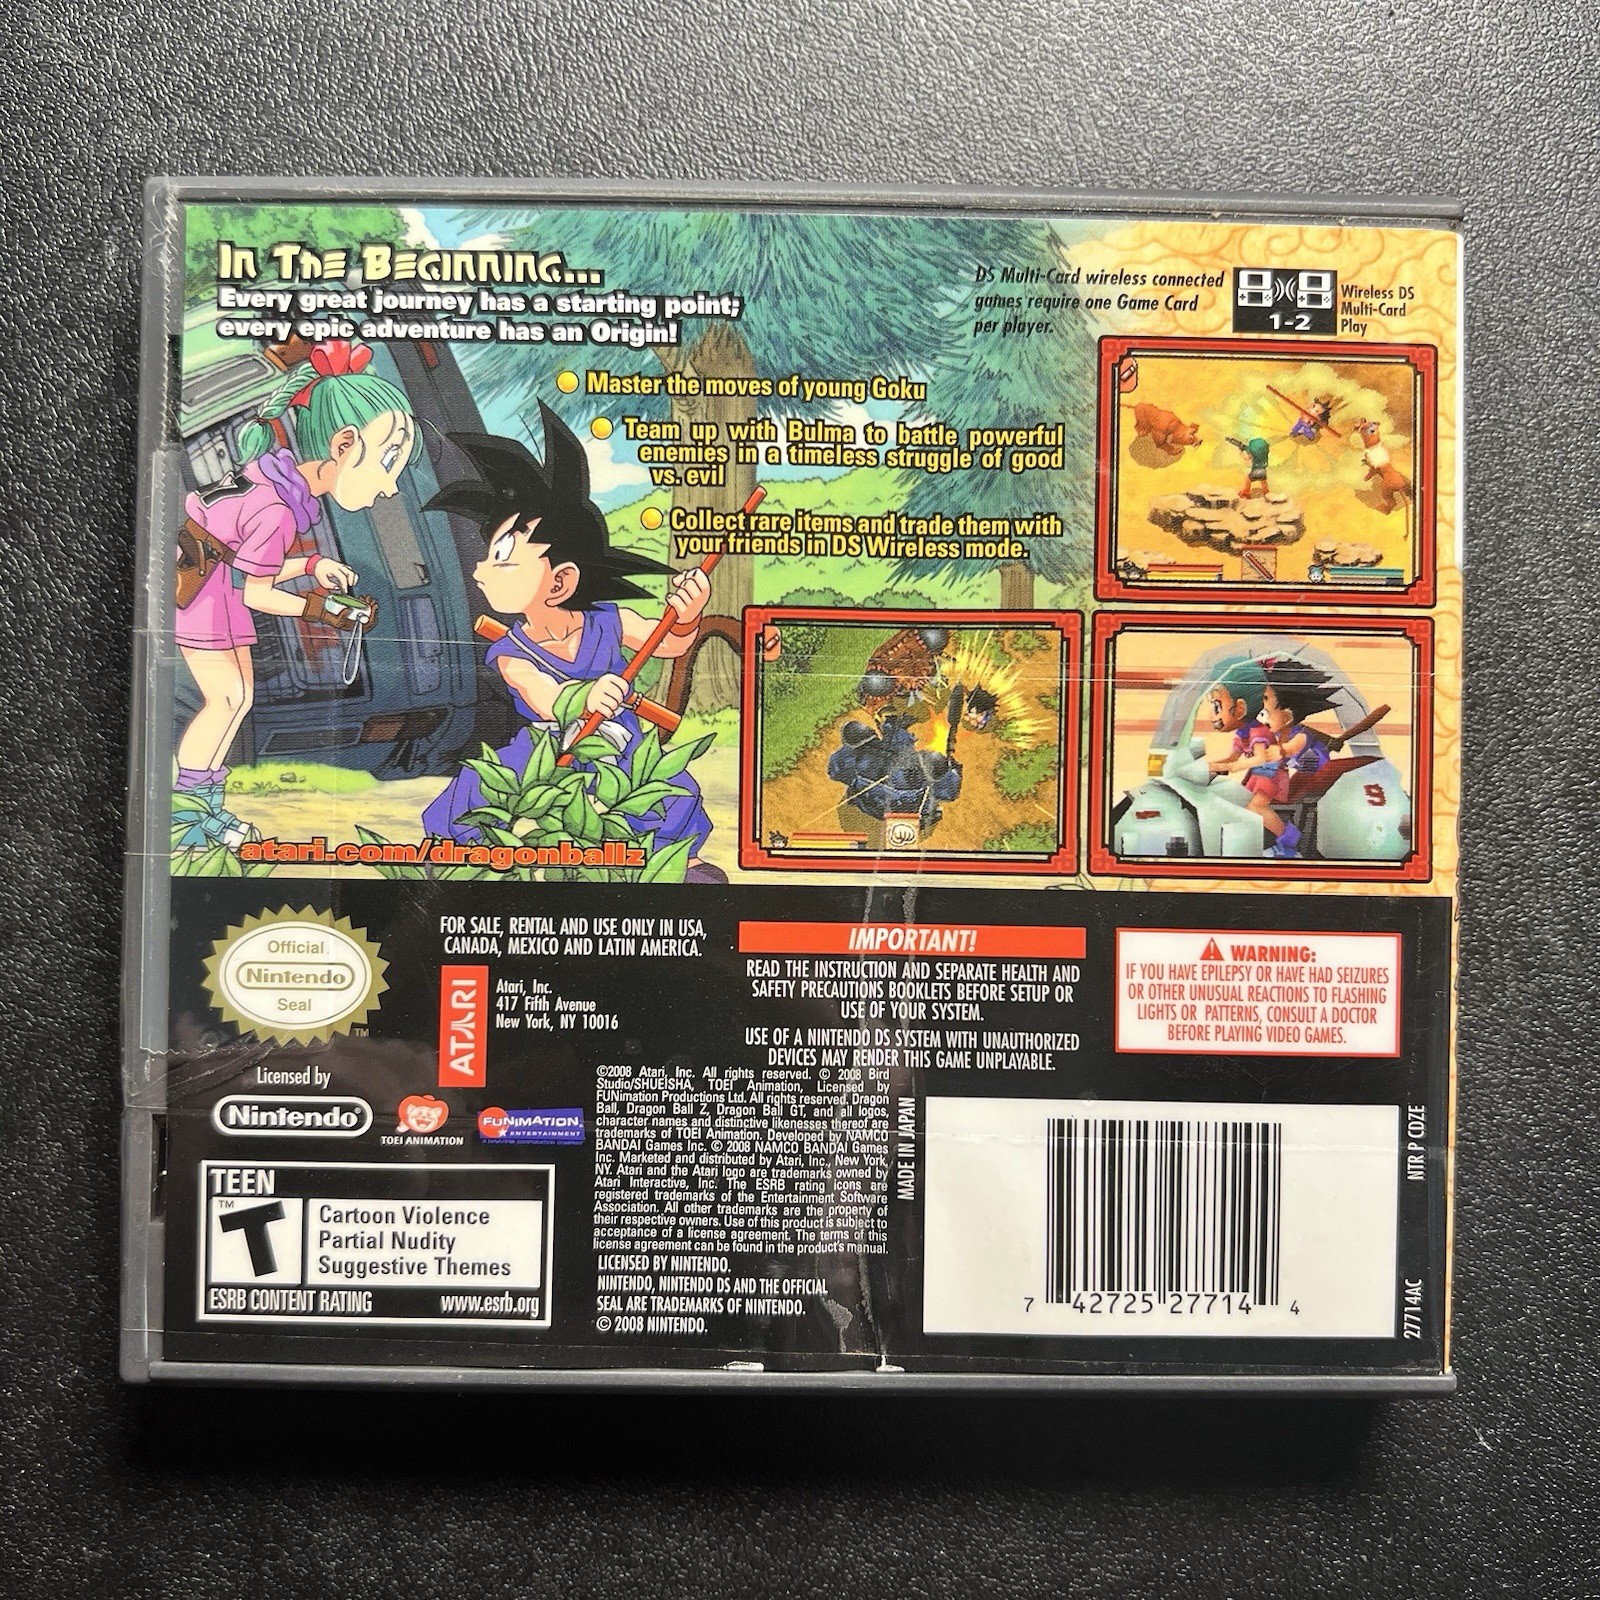 In The Beginning...
Every great journey has a starting point;
every epic adventure has an Origin!
DS Multi-Card wireless connected
games require one Game Card
per player.
1-2
Wireless DS
Multi-Card
Play
Master the moves of young Goku
Team up with Bulma to battle powerful
enemies in a timeless struggle of good
vs. evil
Collect rare items and trade them with
your friends in DS Wireless mode.
9
atari.com/dragonballz
Official
Nintendo
Seal
TM
FOR SALE, RENTAL AND USE ONLY IN USA,
CANADA, MEXICO AND LATIN AMERICA.
ATARI
Atari, Inc.
417 Fifth Avenue
New York, NY 10016
IMPORTANT!
READ THE INSTRUCTION AND SEPARATE HEALTH AND
SAFETY PRECAUTIONS BOOKLETS BEFORE SETUP OR
USE OF YOUR SYSTEM.
USE OF A NINTENDO DS SYSTEM WITH UNAUTHORIZED
DEVICES MAY RENDER THIS GAME UNPLAYABLE.
WARNING:
IF YOU HAVE EPILEPSY OR HAVE HAD SEIZURES
OR OTHER UNUSUAL REACTIONS TO FLASHING
LIGHTS OR PATTERNS, CONSULT A DOCTOR
BEFORE PLAYING VIDEO GAMES.
Licensed by
Nintendo®
TOEI ANIMATION
FUNIMATION
ENTERTAINMENT
©2008 Atari, Inc. All rights reserved. © 2008 Bird
Studio/SHUEISHA, TOEI Animation, Licensed by
FUNimation Productions Ltd. All rights reserved. Dragon
Ball, Dragon Ball Z, Dragon Ball GT, and all logos,
character names and distinctive likenesses thereof are
trademarks of TOEI Animation. Developed by NAMCO
BANDAI Games Inc. © 2008 NAMCO BANDAI Games
Inc. Marketed and distributed by Atari, Inc., New York,
NY. Atari and the Atari logo are trademarks owned by
Atari Interactive, Inc. The ESRB rating icons are
registered trademarks of the Entertainment Software
Association. All other trademarks are the property of
their respective owners. Use of this product is subject to
acceptance of a license agreement. The terms of this
license agreement can be found in the product's manual.
LICENSED BY NINTENDO.
NINTENDO, NINTENDO DS AND THE OFFICIAL
SEAL ARE TRADEMARKS OF NINTENDO.
© 2008 NINTENDO.
MADE IN JAPAN
TEEN
TM
T
Cartoon Violence
Partial Nudity
Suggestive Themes
ESRB CONTENT RATING
www.esrb.org
7 42725 27714 4
NTR P CDZE
27714AC